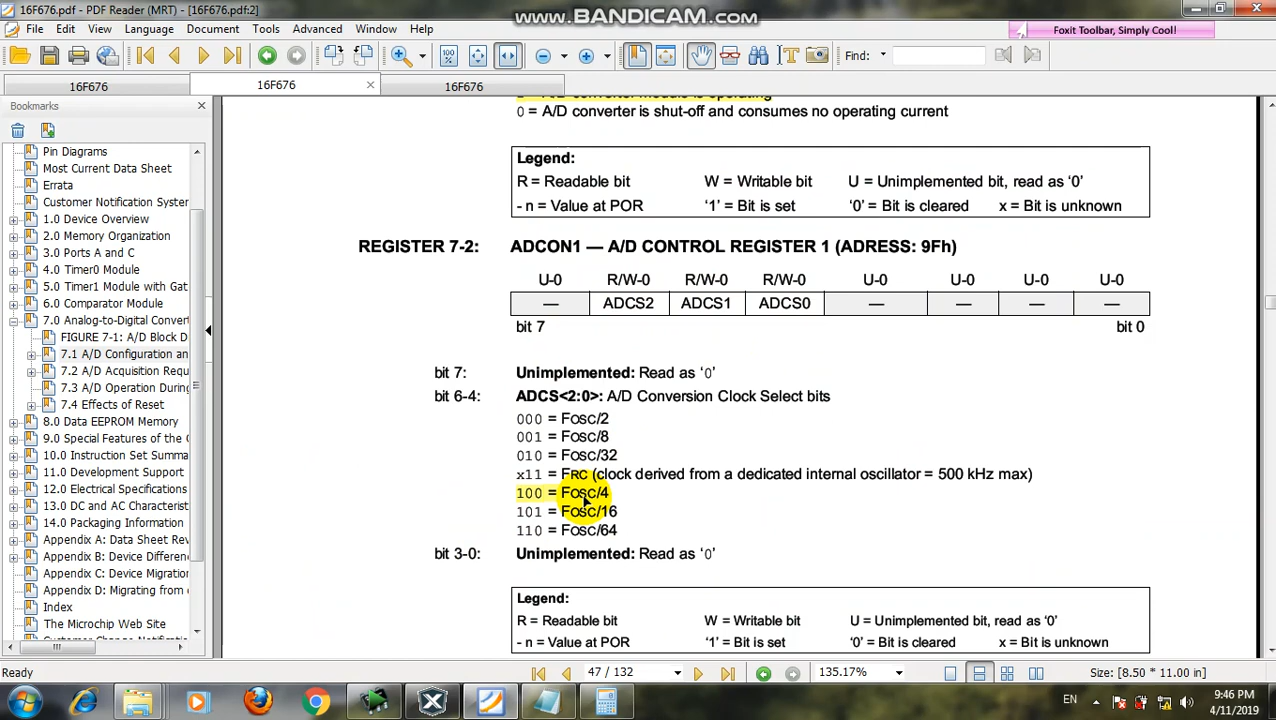 16F676.pdf - PDF Reader (MRT) - [16F676.pdf:2]
www.BANDICAM.com
File Edit View Language Document Tools Advanced Window Help
Foxit Toolbar, Simply Cool!
Find:
16F676 16F676 × 16F676
Bookmarks
Pin Diagrams
Most Current Data Sheet
Errata
Customer Notification System
1.0 Device Overview
2.0 Memory Organization
3.0 Ports A and C
4.0 Timer0 Module
5.0 Timer1 Module with Gat
6.0 Comparator Module
7.0 Analog-to-Digital Convert
FIGURE 7-1: A/D Block D
7.1 A/D Configuration an
7.2 A/D Acquisition Requ
7.3 A/D Operation During
7.4 Effects of Reset
8.0 Data EEPROM Memory
9.0 Special Features of the C
10.0 Instruction Set Summar
11.0 Development Support
12.0 Electrical Specifications
13.0 DC and AC Characterist
14.0 Packaging Information
Appendix A: Data Sheet Rev
Appendix B: Device Differenc
Appendix C: Device Migration
Appendix D: Migrating from o
Index
The Microchip Web Site
0 = A/D converter is shut-off and consumes no operating current
Legend:
R = Readable bit W = Writable bit U = Unimplemented bit, read as ‘0’
- n = Value at POR ‘1’ = Bit is set ‘0’ = Bit is cleared x = Bit is unknown
REGISTER 7-2: ADCON1 — A/D CONTROL REGISTER 1 (ADRESS: 9Fh)
U-0 R/W-0 R/W-0 R/W-0 U-0 U-0 U-0 U-0
— ADCS2 ADCS1 ADCS0 — — — —
bit 7 bit 0
bit 7: Unimplemented: Read as ‘0’
bit 6-4: ADCS<2:0>: A/D Conversion Clock Select bits
000 = FOSC/2
001 = FOSC/8
010 = FOSC/32
x11 = FRC (clock derived from a dedicated internal oscillator = 500 kHz max)
100 = FOSC/4
101 = FOSC/16
110 = FOSC/64
bit 3-0: Unimplemented: Read as ‘0’
Legend:
R = Readable bit W = Writable bit U = Unimplemented bit, read as ‘0’
- n = Value at POR ‘1’ = Bit is set ‘0’ = Bit is cleared x = Bit is unknown
Ready 47 / 132 135.17% Size: [8.50 * 11.00 in]
EN 9:46 PM
4/11/2019